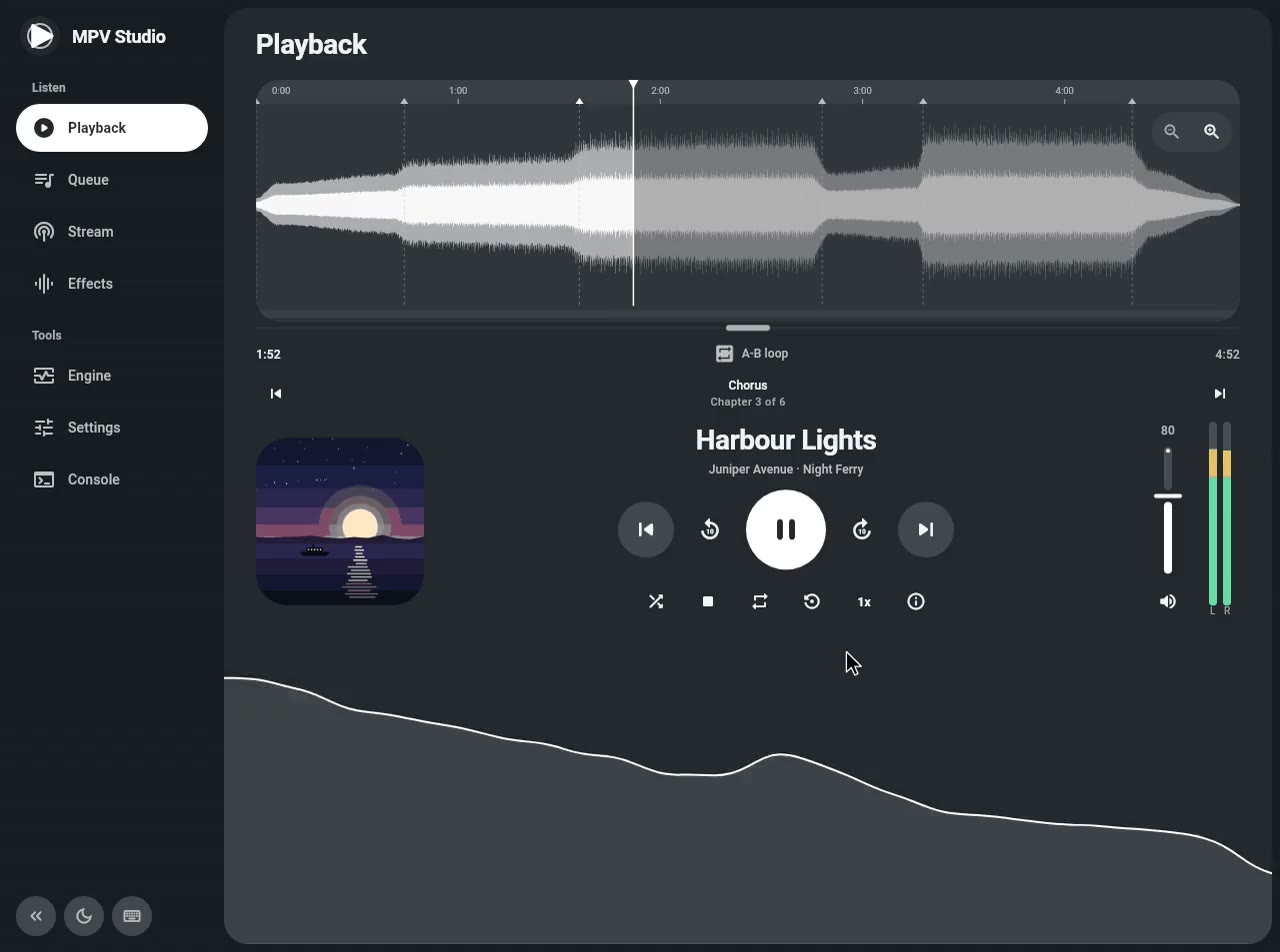 MPV Studio
Listen
Playback
Queue
Stream
Effects
Tools
Engine
Settings
Console
Playback
0:00 1:00 2:00 3:00 4:00
1:52 A-B loop 4:52
Chorus
Chapter 3 of 6
Harbour Lights
Juniper Avenue · Night Ferry
80
10 10
1x
L R